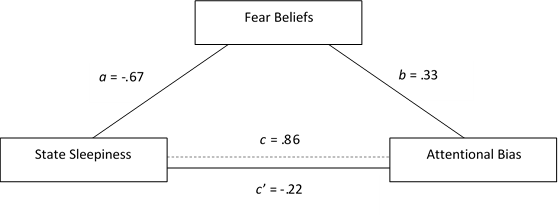 Fear Beliefs
a = -.67
b = .33
State Sleepiness
c = .86
Attentional Bias
c′ = -.22